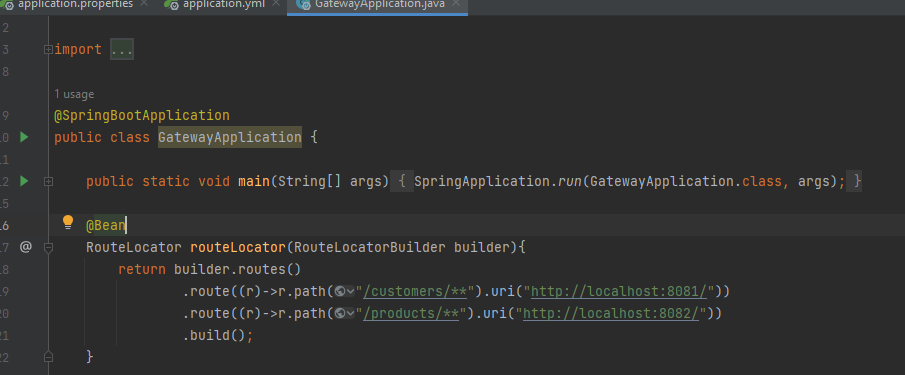 application.properties application.yml GatewayApplication.java
2
3 import ...
8
1 usage
9 @SpringBootApplication
10 public class GatewayApplication {
11
12 public static void main(String[] args) { SpringApplication.run(GatewayApplication.class, args); }
15
16 @Bean
17 @ RouteLocator routeLocator(RouteLocatorBuilder builder){
18 return builder.routes()
19 .route((r)->r.path("/customers/**").uri("http://localhost:8081/"))
20 .route((r)->r.path("/products/**").uri("http://localhost:8082/"))
21 .build();
22 }